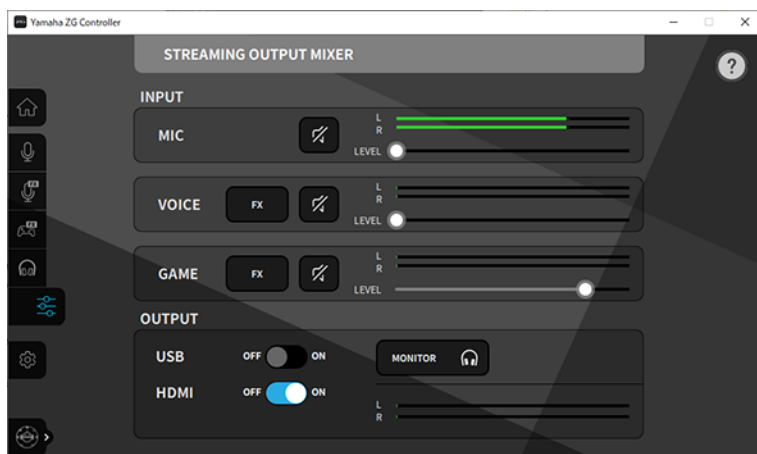 Yamaha ZG Controller
STREAMING OUTPUT MIXER
?
INPUT
MIC
L
R
LEVEL
VOICE
FX
L
R
LEVEL
GAME
FX
L
R
LEVEL
OUTPUT
USB
OFF
ON
MONITOR
HDMI
OFF
ON
L
R